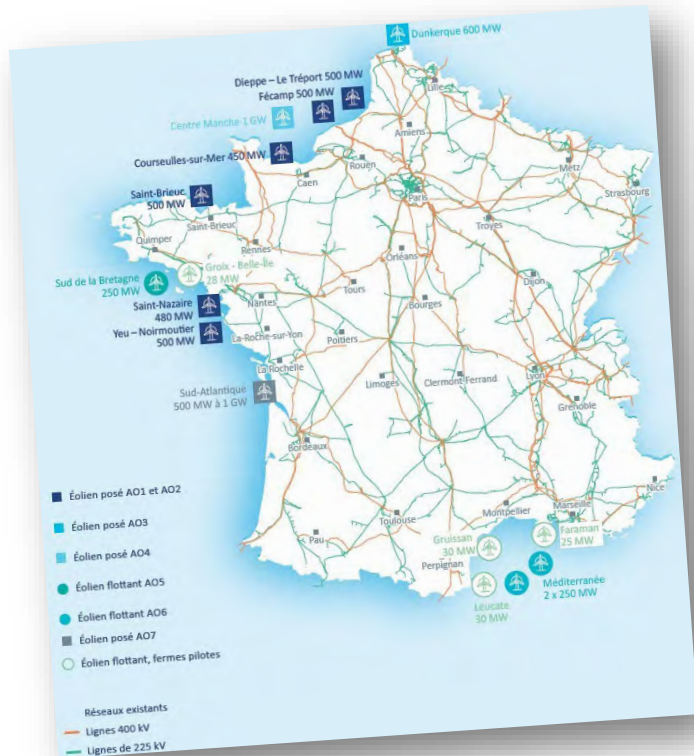 Dunkerque 600 MW
Dieppe – Le Tréport 500 MW
Fécamp 500 MW
Lille
Centre Manche 1 GW
Amiens
Courseulles-sur-Mer 450 MW
Rouen
Caen
Metz
Paris
Strasbourg
Saint-Brieuc
500 MW
Saint-Brieuc
Troyes
Quimper
Rennes
Orléans
Sud de la Bretagne
250 MW
Groix - Belle-Île
28 MW
Dijon
Tours
Saint-Nazaire
480 MW
Nantes
Bourges
Yeu – Noirmoutier
500 MW
La-Roche-sur-Yon
Poitiers
La Rochelle
Limoges
Clermont-Ferrand
Lyon
Sud-Atlantique
500 MW à 1 GW
Grenoble
Bordeaux
Nice
Montpellier
Marseille
Toulouse
Pau
Gruissan
30 MW
Faraman
25 MW
Perpignan
Méditerranée
2 x 250 MW
Leucate
30 MW
Éolien posé AO1 et AO2
Éolien posé AO3
Éolien posé AO4
Éolien flottant AO5
Éolien flottant AO6
Éolien posé AO7
Éolien flottant, fermes pilotes
Réseaux existants
Lignes 400 kV
Lignes de 225 kV